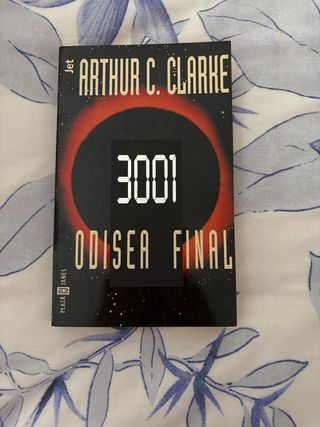 Jet
ARTHUR C. CLARKE
3001
ODISEA FINAL
PLAZA JANES